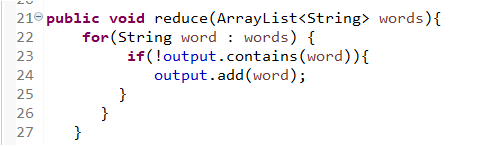 21 public void reduce(ArrayList<String> words){
22     for(String word : words) {
23         if(!output.contains(word)){
24             output.add(word);
25         }
26       }
27    }